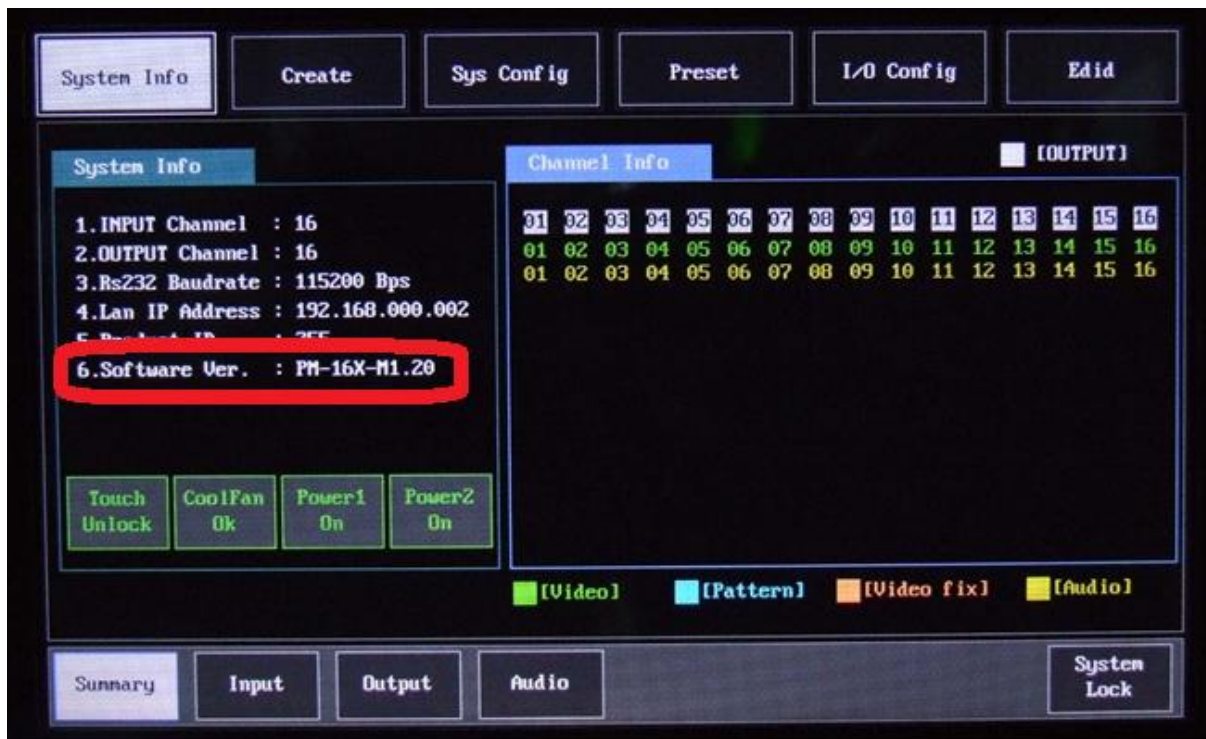 System Info
Create
Sys Config
Preset
I/O Config
Edid
System Info
1.INPUT Channel : 16
2.OUTPUT Channel : 16
3.Rs232 Baudrate : 115200 Bps
4.Lan IP Address : 192.168.000.002
5.Product ID : 255
6.Software Ver. : PM-16X-M1.20
Touch Unlock
CoolFan Ok
Power1 On
Power2 On
Channel Info
[OUTPUT]
01 02 03 04 05 06 07 08 09 10 11 12 13 14 15 16
01 02 03 04 05 06 07 08 09 10 11 12 13 14 15 16
01 02 03 04 05 06 07 08 09 10 11 12 13 14 15 16
[Video]
[Pattern]
[Video fix]
[Audio]
Summary
Input
Output
Audio
System Lock